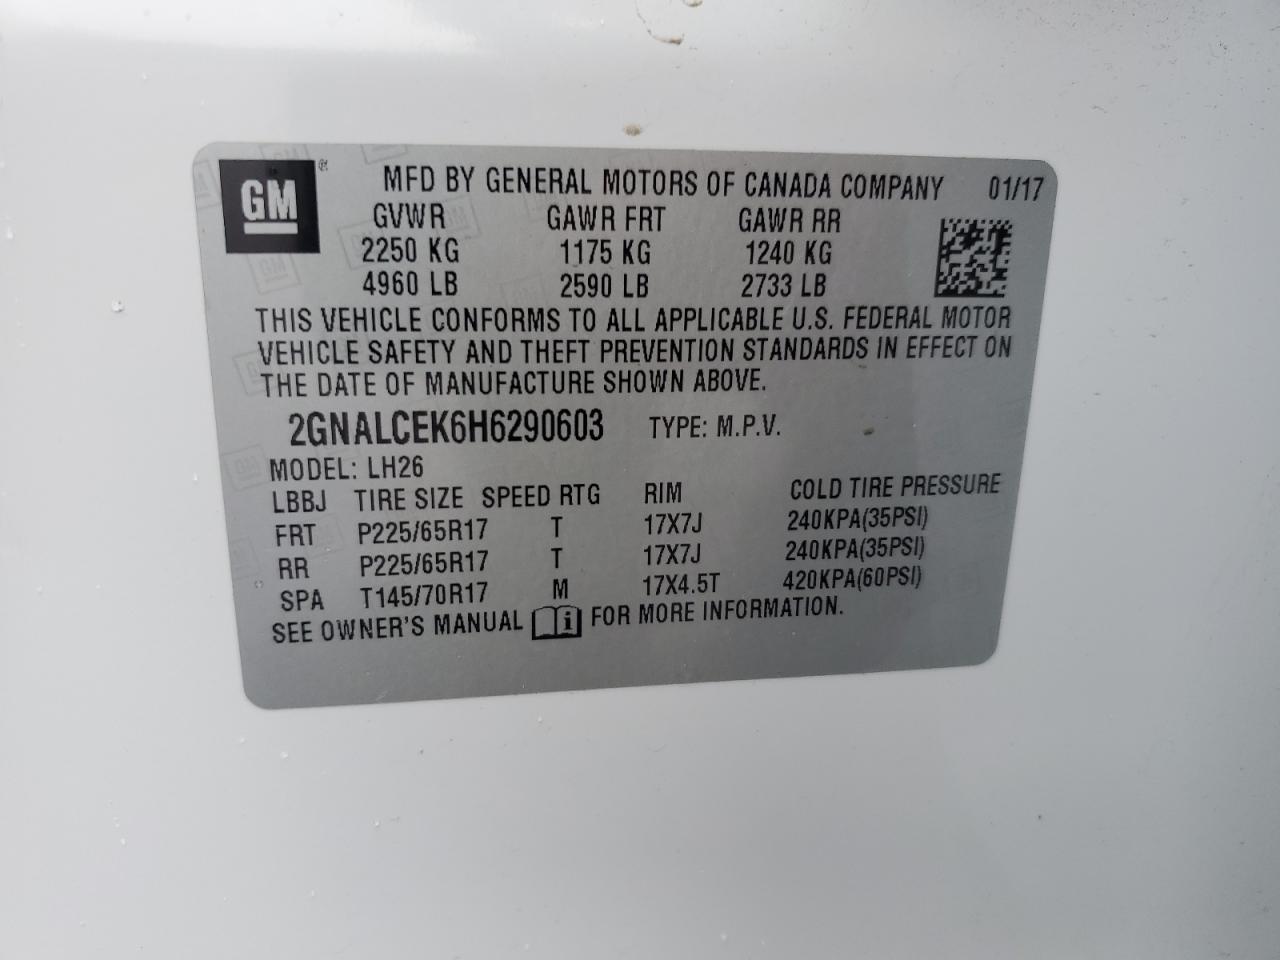 GM ®
MFD BY GENERAL MOTORS OF CANADA COMPANY 01/17
GVWR GAWR FRT GAWR RR
2250 KG 1175 KG 1240 KG
4960 LB 2590 LB 2733 LB
THIS VEHICLE CONFORMS TO ALL APPLICABLE U.S. FEDERAL MOTOR
VEHICLE SAFETY AND THEFT PREVENTION STANDARDS IN EFFECT ON
THE DATE OF MANUFACTURE SHOWN ABOVE.
2GNALCEK6H6290603 TYPE: M.P.V.
MODEL: LH26
LBBJ TIRE SIZE SPEED RTG RIM COLD TIRE PRESSURE
FRT P225/65R17 T 17X7J 240KPA(35PSI)
RR P225/65R17 T 17X7J 240KPA(35PSI)
SPA T145/70R17 M 17X4.5T 420KPA(60PSI)
SEE OWNER'S MANUAL i FOR MORE INFORMATION.